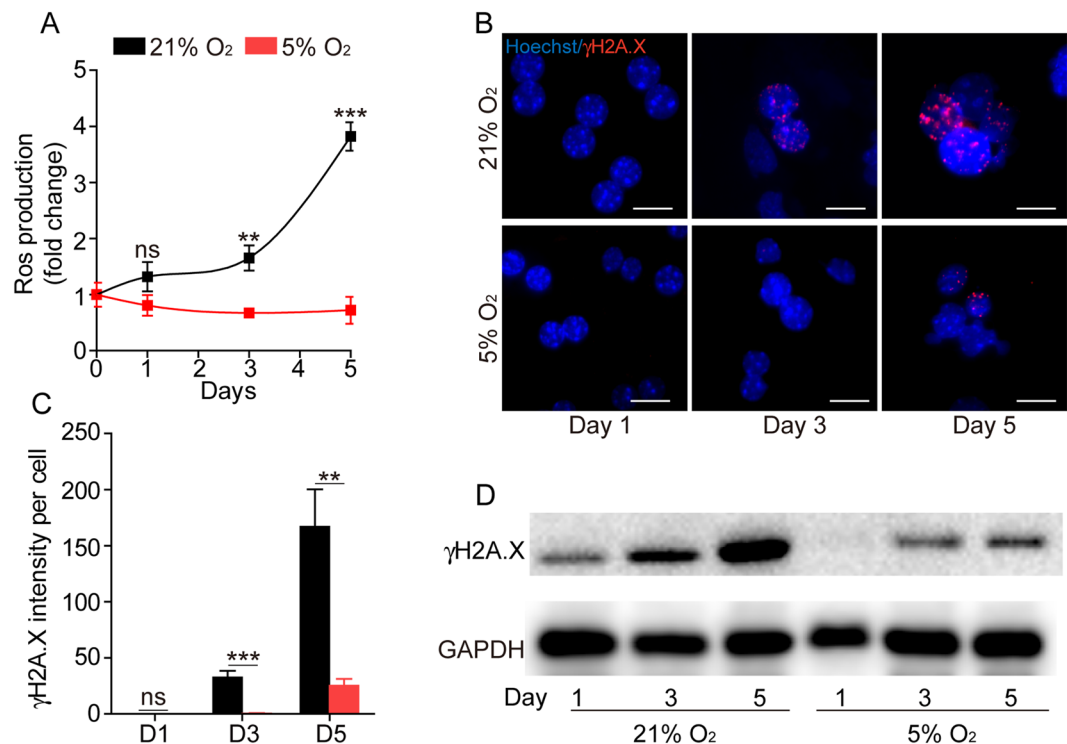 A
21% O2 5% O2
Ros production
(fold change)
5
4
3
2
1
0
ns
**
***
0 1 2 3 4 5
Days
B
Hoechst/γH2A.X
21% O2
5% O2
Day 1 Day 3 Day 5
C
γH2A.X intensity per cell
250
200
150
100
50
0
ns
***
**
D1 D3 D5
D
γH2A.X
GAPDH
Day 1 3 5 1 3 5
21% O2 5% O2